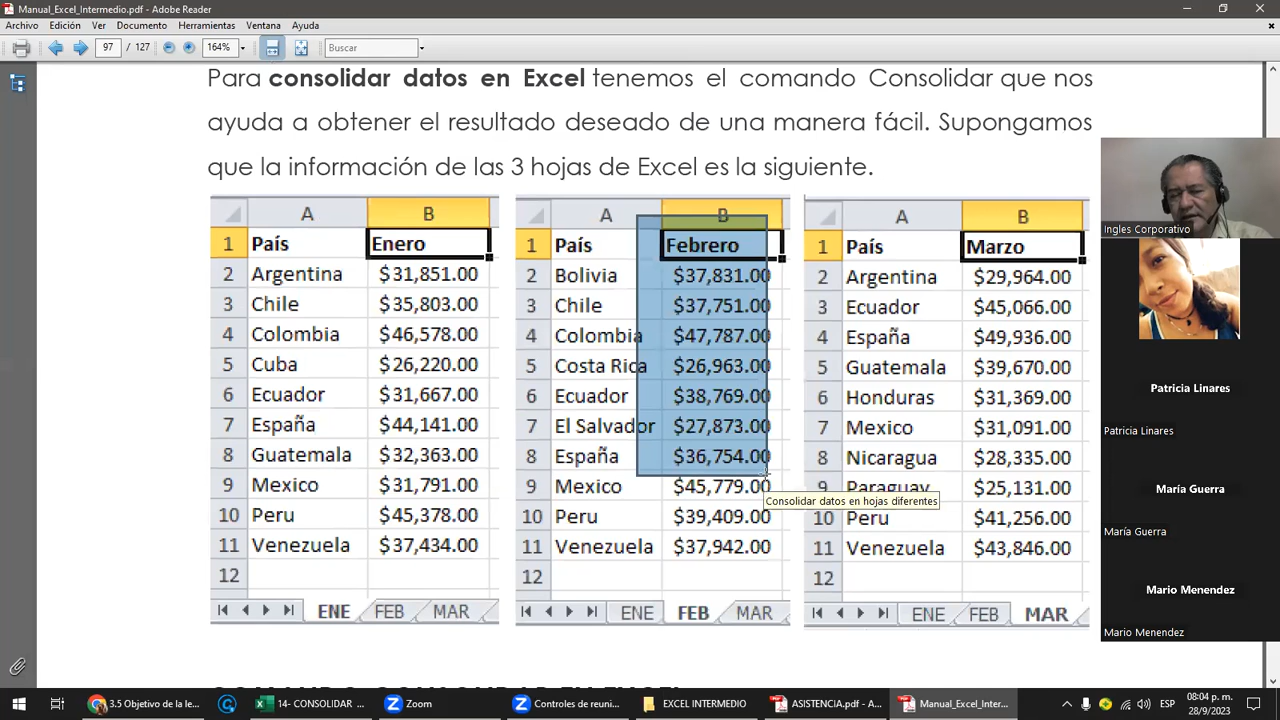 Manual_Excel_Intermedio.pdf - Adobe Reader
Archivo Edición Ver Documento Herramientas Ventana Ayuda
97 / 127 164% Buscar
Para consolidar datos en Excel tenemos el comando Consolidar que nos
ayuda a obtener el resultado deseado de una manera fácil. Supongamos
que la información de las 3 hojas de Excel es la siguiente.
A B
1 País Enero
2 Argentina $31,851.00
3 Chile $35,803.00
4 Colombia $46,578.00
5 Cuba $26,220.00
6 Ecuador $31,667.00
7 España $44,141.00
8 Guatemala $32,363.00
9 Mexico $31,791.00
10 Peru $45,378.00
11 Venezuela $37,434.00
12
ENE FEB MAR
A B
1 País Febrero
2 Bolivia $37,831.00
3 Chile $37,751.00
4 Colombia $47,787.00
5 Costa Rica $26,963.00
6 Ecuador $38,769.00
7 El Salvador $27,873.00
8 España $36,754.00
9 Mexico $45,779.00
10 Peru $39,409.00
11 Venezuela $37,942.00
12
ENE FEB MAR
A B
1 País Marzo
2 Argentina $29,964.00
3 Ecuador $45,066.00
4 España $49,936.00
5 Guatemala $39,670.00
6 Honduras $31,369.00
7 Mexico $31,091.00
8 Nicaragua $28,335.00
9 Paraguay $25,131.00
10 Peru $41,256.00
11 Venezuela $43,846.00
12
ENE FEB MAR
Consolidar datos en hojas diferentes
Ingles Corporativo
Patricia Linares
Patricia Linares
María Guerra
María Guerra
Mario Menendez
Mario Menendez
COMANDO CONSOLIDAR EN EXCEL
3.5 Objetivo de la le...
14- CONSOLIDAR ...
Zoom
Controles de reuni...
EXCEL INTERMEDIO
ASISTENCIA.pdf - A...
Manual_Excel_Inter...
ESP
08:04 p. m.
28/9/2023